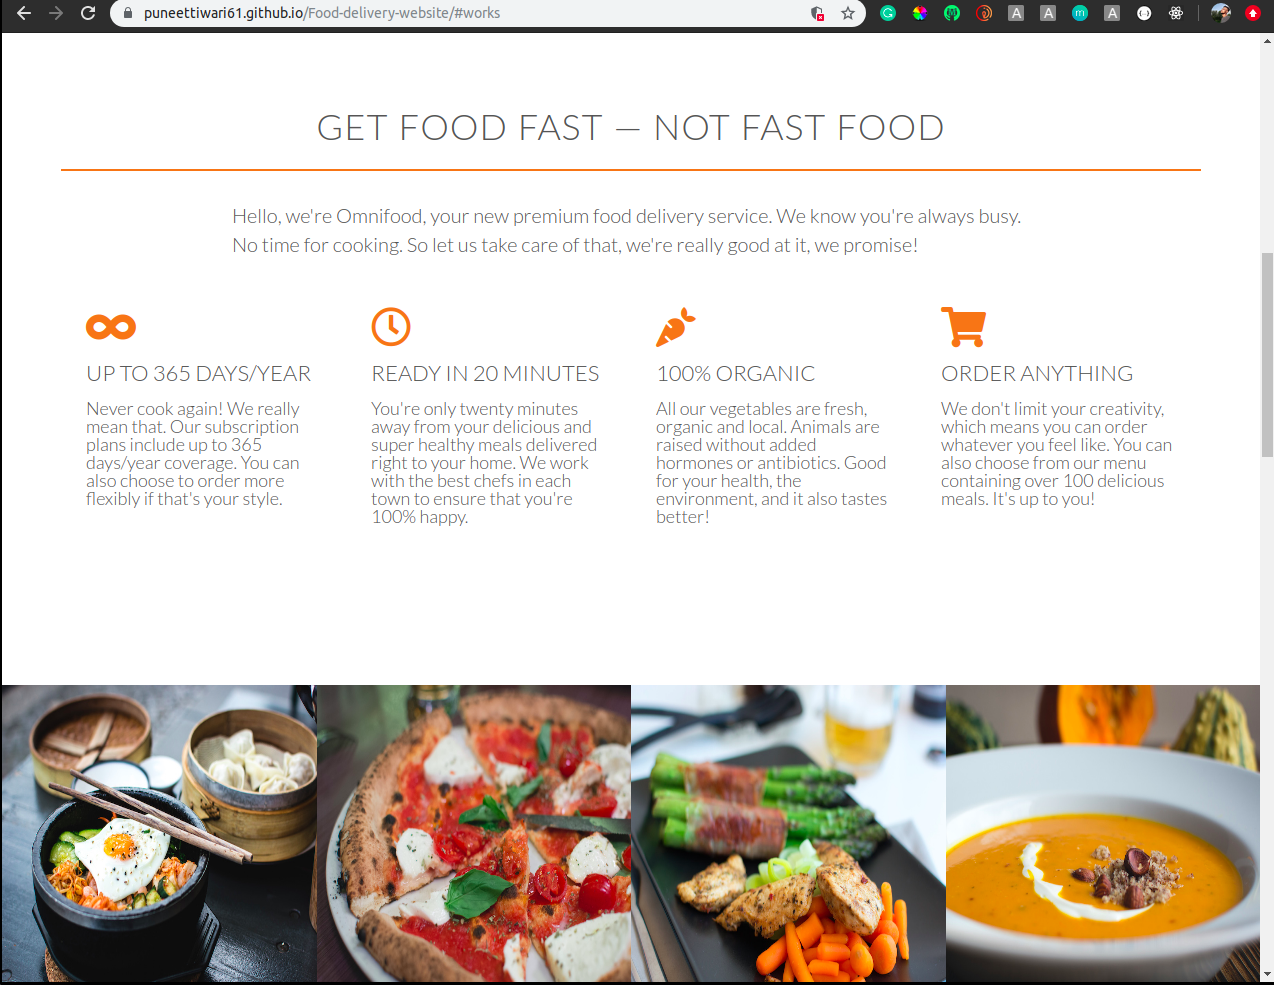 puneettiwari61.github.io/Food-delivery-website/#works
GET FOOD FAST — NOT FAST FOOD
Hello, we're Omnifood, your new premium food delivery service. We know you're always busy.
No time for cooking. So let us take care of that, we're really good at it, we promise!
UP TO 365 DAYS/YEAR
Never cook again! We really
mean that. Our subscription
plans include up to 365
days/year coverage. You can
also choose to order more
flexibly if that's your style.
READY IN 20 MINUTES
You're only twenty minutes
away from your delicious and
super healthy meals delivered
right to your home. We work
with the best chefs in each
town to ensure that you're
100% happy.
100% ORGANIC
All our vegetables are fresh,
organic and local. Animals are
raised without added
hormones or antibiotics. Good
for your health, the
environment, and it also tastes
better!
ORDER ANYTHING
We don't limit your creativity,
which means you can order
whatever you feel like. You can
also choose from our menu
containing over 100 delicious
meals. It's up to you!